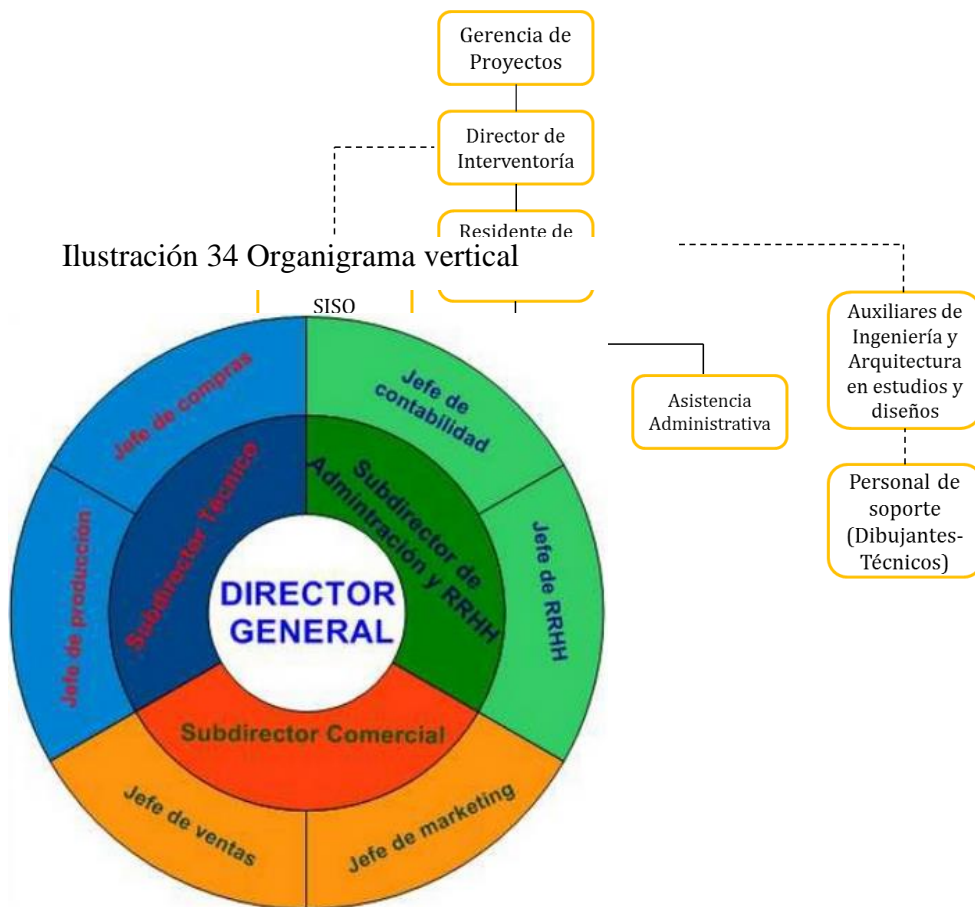 Gerencia de
Proyectos
Director de
Interventoría
Residente de
Ilustración 34 Organigrama vertical
SISO
Auxiliares de
Ingeniería y
Arquitectura
en estudios y
diseños
Asistencia
Administrativa
Personal de
soporte
(Dibujantes-
Técnicos)
Jefe de compras
Jefe de
contabilidad
Subdirector Técnico
Subdirector de
Admintración y RRHH
Jefe de producción
Jefe de RRHH
DIRECTOR
GENERAL
Subdirector Comercial
Jefe de ventas
Jefe de marketing